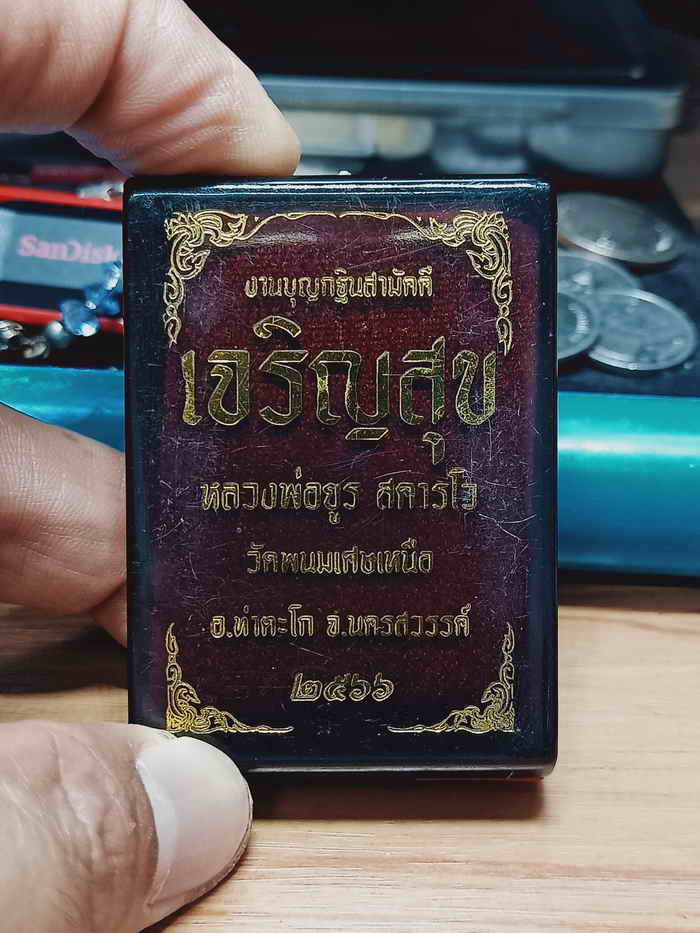 SanDisk
งานบุญกฐินสามัคคี
เจริญสุข
หลวงพ่อยูร สคารโว
วัดพนมเศษเหนือ
อ.ท่าตะโก จ.นครสวรรค์
๒๕๖๖